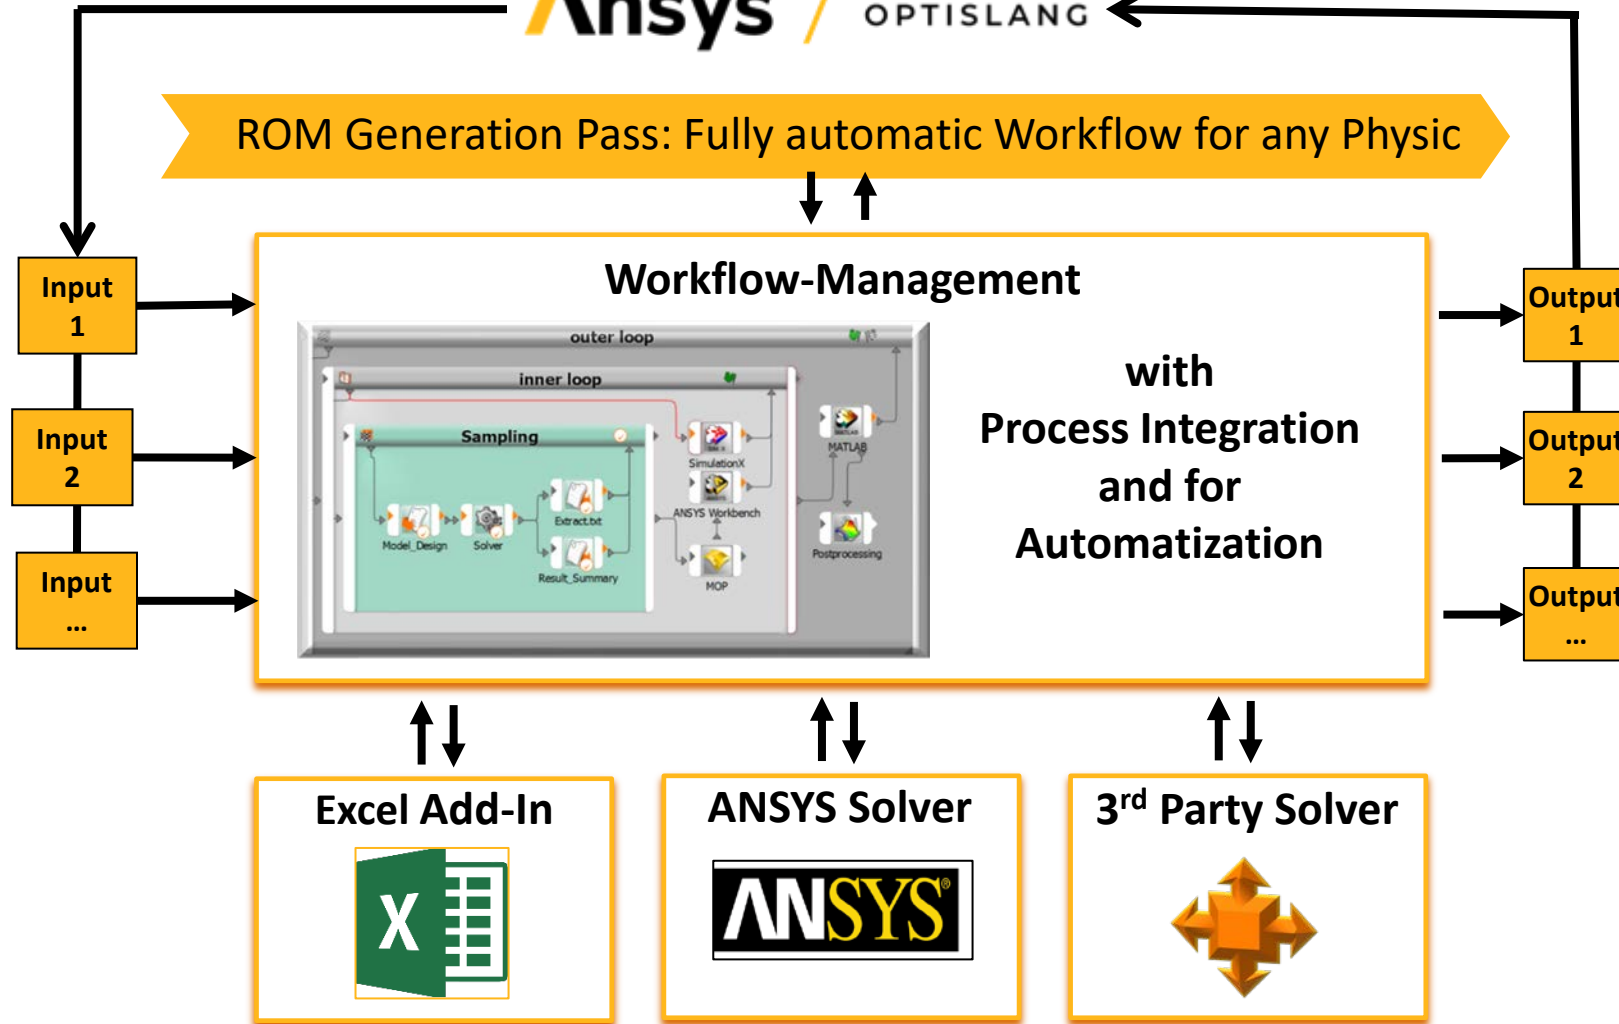 Ansys / OPTISLANG
ROM Generation Pass: Fully automatic Workflow for any Physic
Input
1
Input
2
Input
...
Workflow-Management
outer loop
inner loop
Sampling
Model_Design
Solver
Extract.txt
Result_Summary
SimulationX
ANSYS Workbench
MOP
MATLAB
Postprocessing
with
Process Integration
and for
Automatization
Output
1
Output
2
Output
...
Excel Add-In
X
ANSYS Solver
ANSYS®
3rd Party Solver